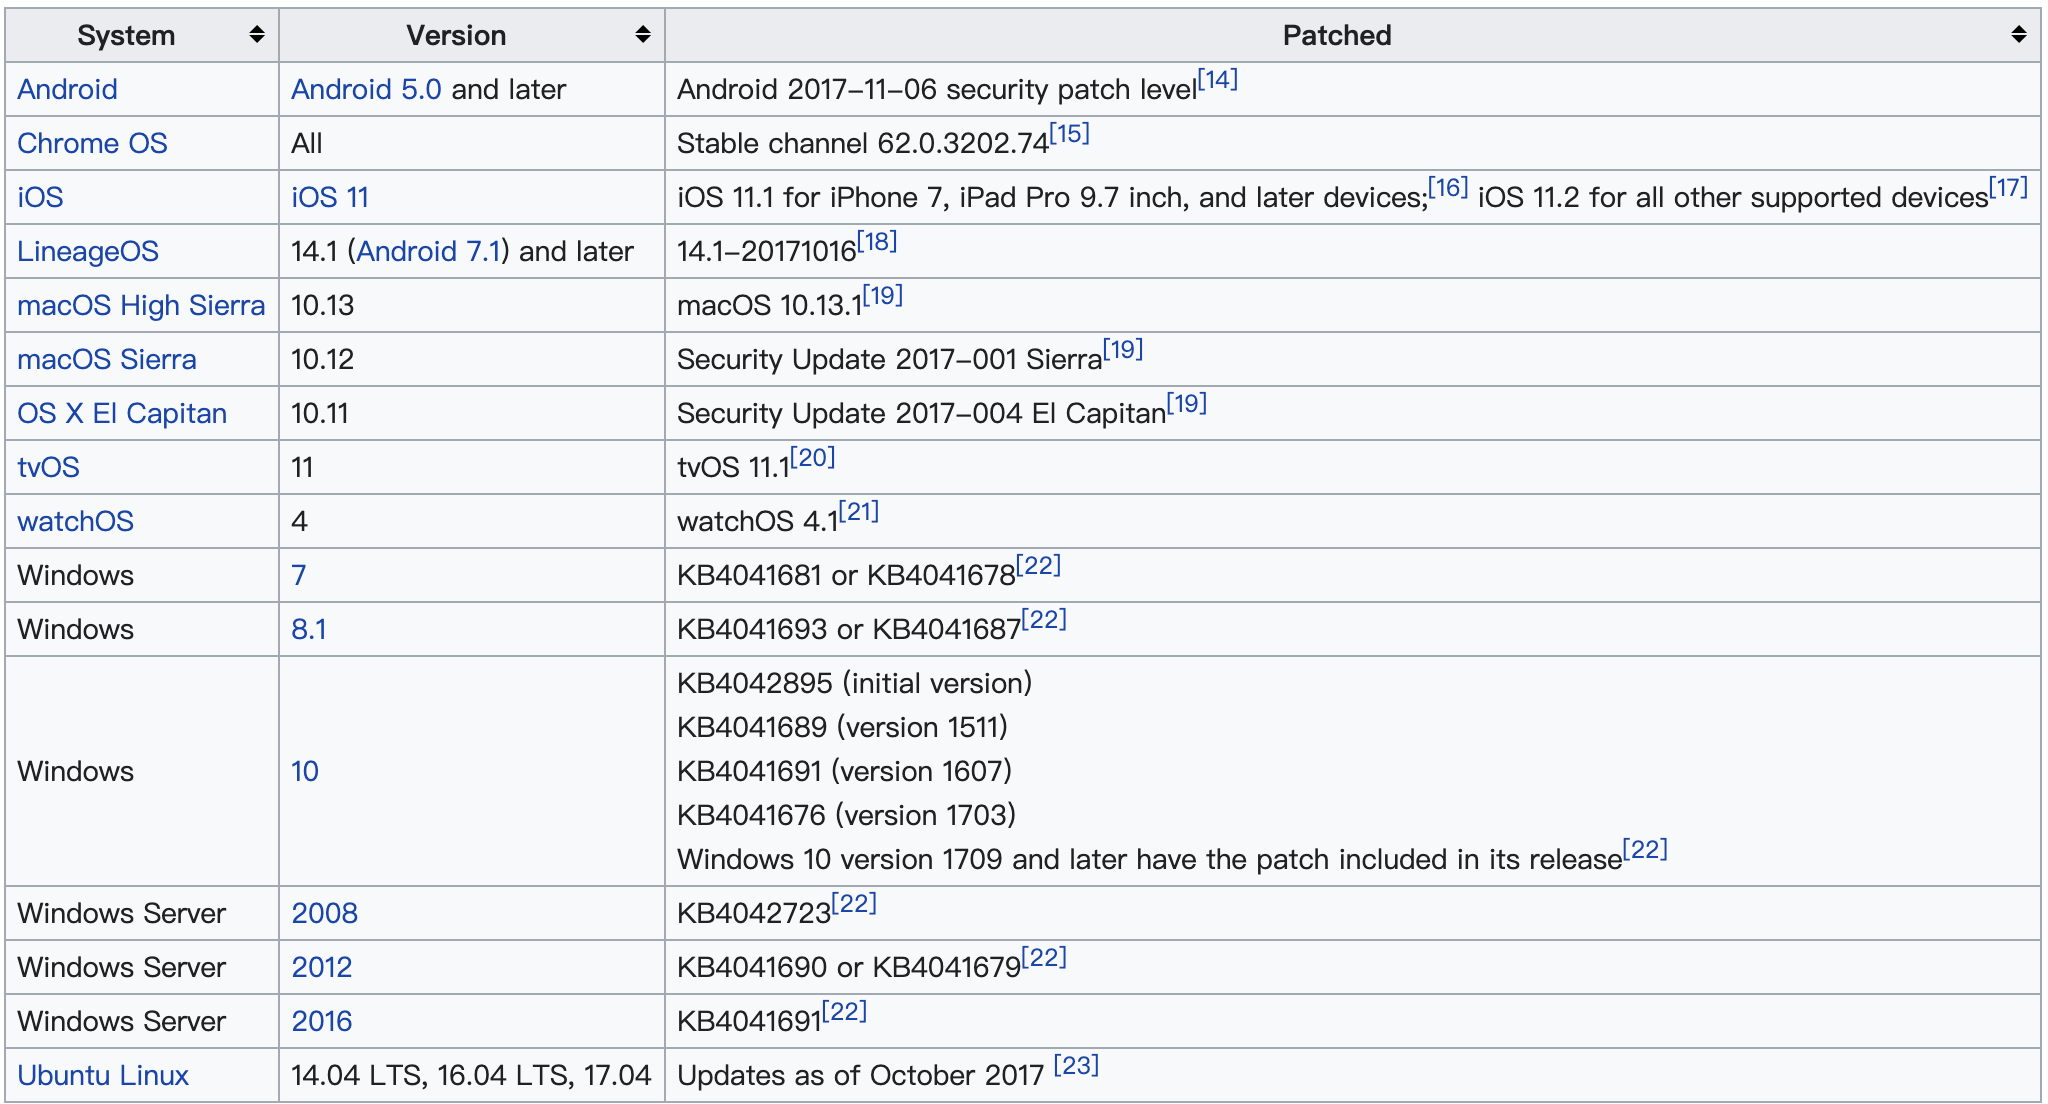 System Version Patched
Android Android 5.0 and later Android 2017–11–06 security patch level[14]
Chrome OS All Stable channel 62.0.3202.74[15]
iOS iOS 11 iOS 11.1 for iPhone 7, iPad Pro 9.7 inch, and later devices;[16] iOS 11.2 for all other supported devices[17]
LineageOS 14.1 (Android 7.1) and later 14.1–20171016[18]
macOS High Sierra 10.13 macOS 10.13.1[19]
macOS Sierra 10.12 Security Update 2017–001 Sierra[19]
OS X El Capitan 10.11 Security Update 2017–004 El Capitan[19]
tvOS 11 tvOS 11.1[20]
watchOS 4 watchOS 4.1[21]
Windows 7 KB4041681 or KB4041678[22]
Windows 8.1 KB4041693 or KB4041687[22]
Windows 10 KB4042895 (initial version)
KB4041689 (version 1511)
KB4041691 (version 1607)
KB4041676 (version 1703)
Windows 10 version 1709 and later have the patch included in its release[22]
Windows Server 2008 KB4042723[22]
Windows Server 2012 KB4041690 or KB4041679[22]
Windows Server 2016 KB4041691[22]
Ubuntu Linux 14.04 LTS, 16.04 LTS, 17.04 Updates as of October 2017 [23]